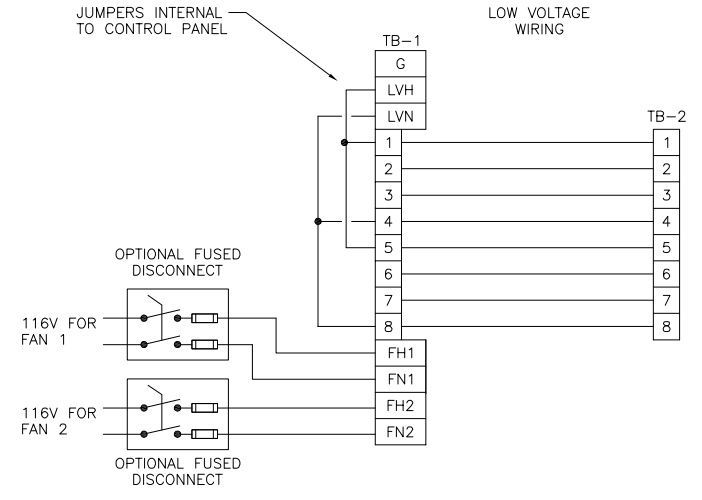 JUMPERS INTERNAL
TO CONTROL PANEL
LOW VOLTAGE
WIRING
TB-1
G
LVH
LVN
TB-2
1
1
2
2
3
3
4
4
5
5
6
6
7
7
8
8
OPTIONAL FUSED
DISCONNECT
116V FOR
FAN 1
FH1
FN1
FH2
FN2
116V FOR
FAN 2
OPTIONAL FUSED
DISCONNECT